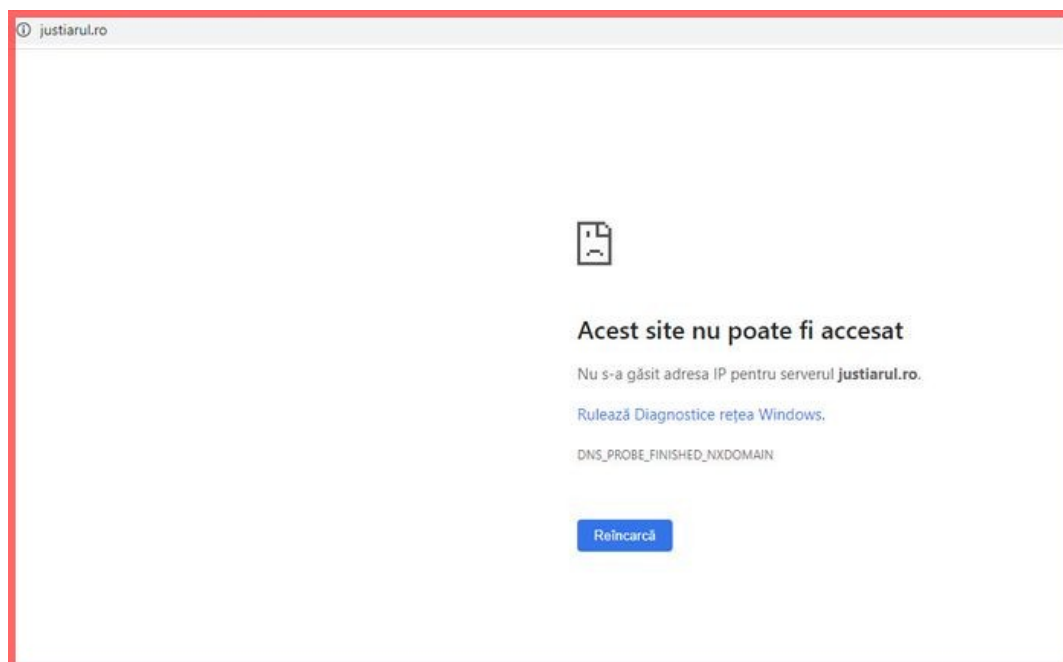 justiarul.ro
Acest site nu poate fi accesat
Nu s-a găsit adresa IP pentru serverul justiarul.ro.
Rulează Diagnostice rețea Windows.
DNS_PROBE_FINISHED_NXDOMAIN
Reîncarcă